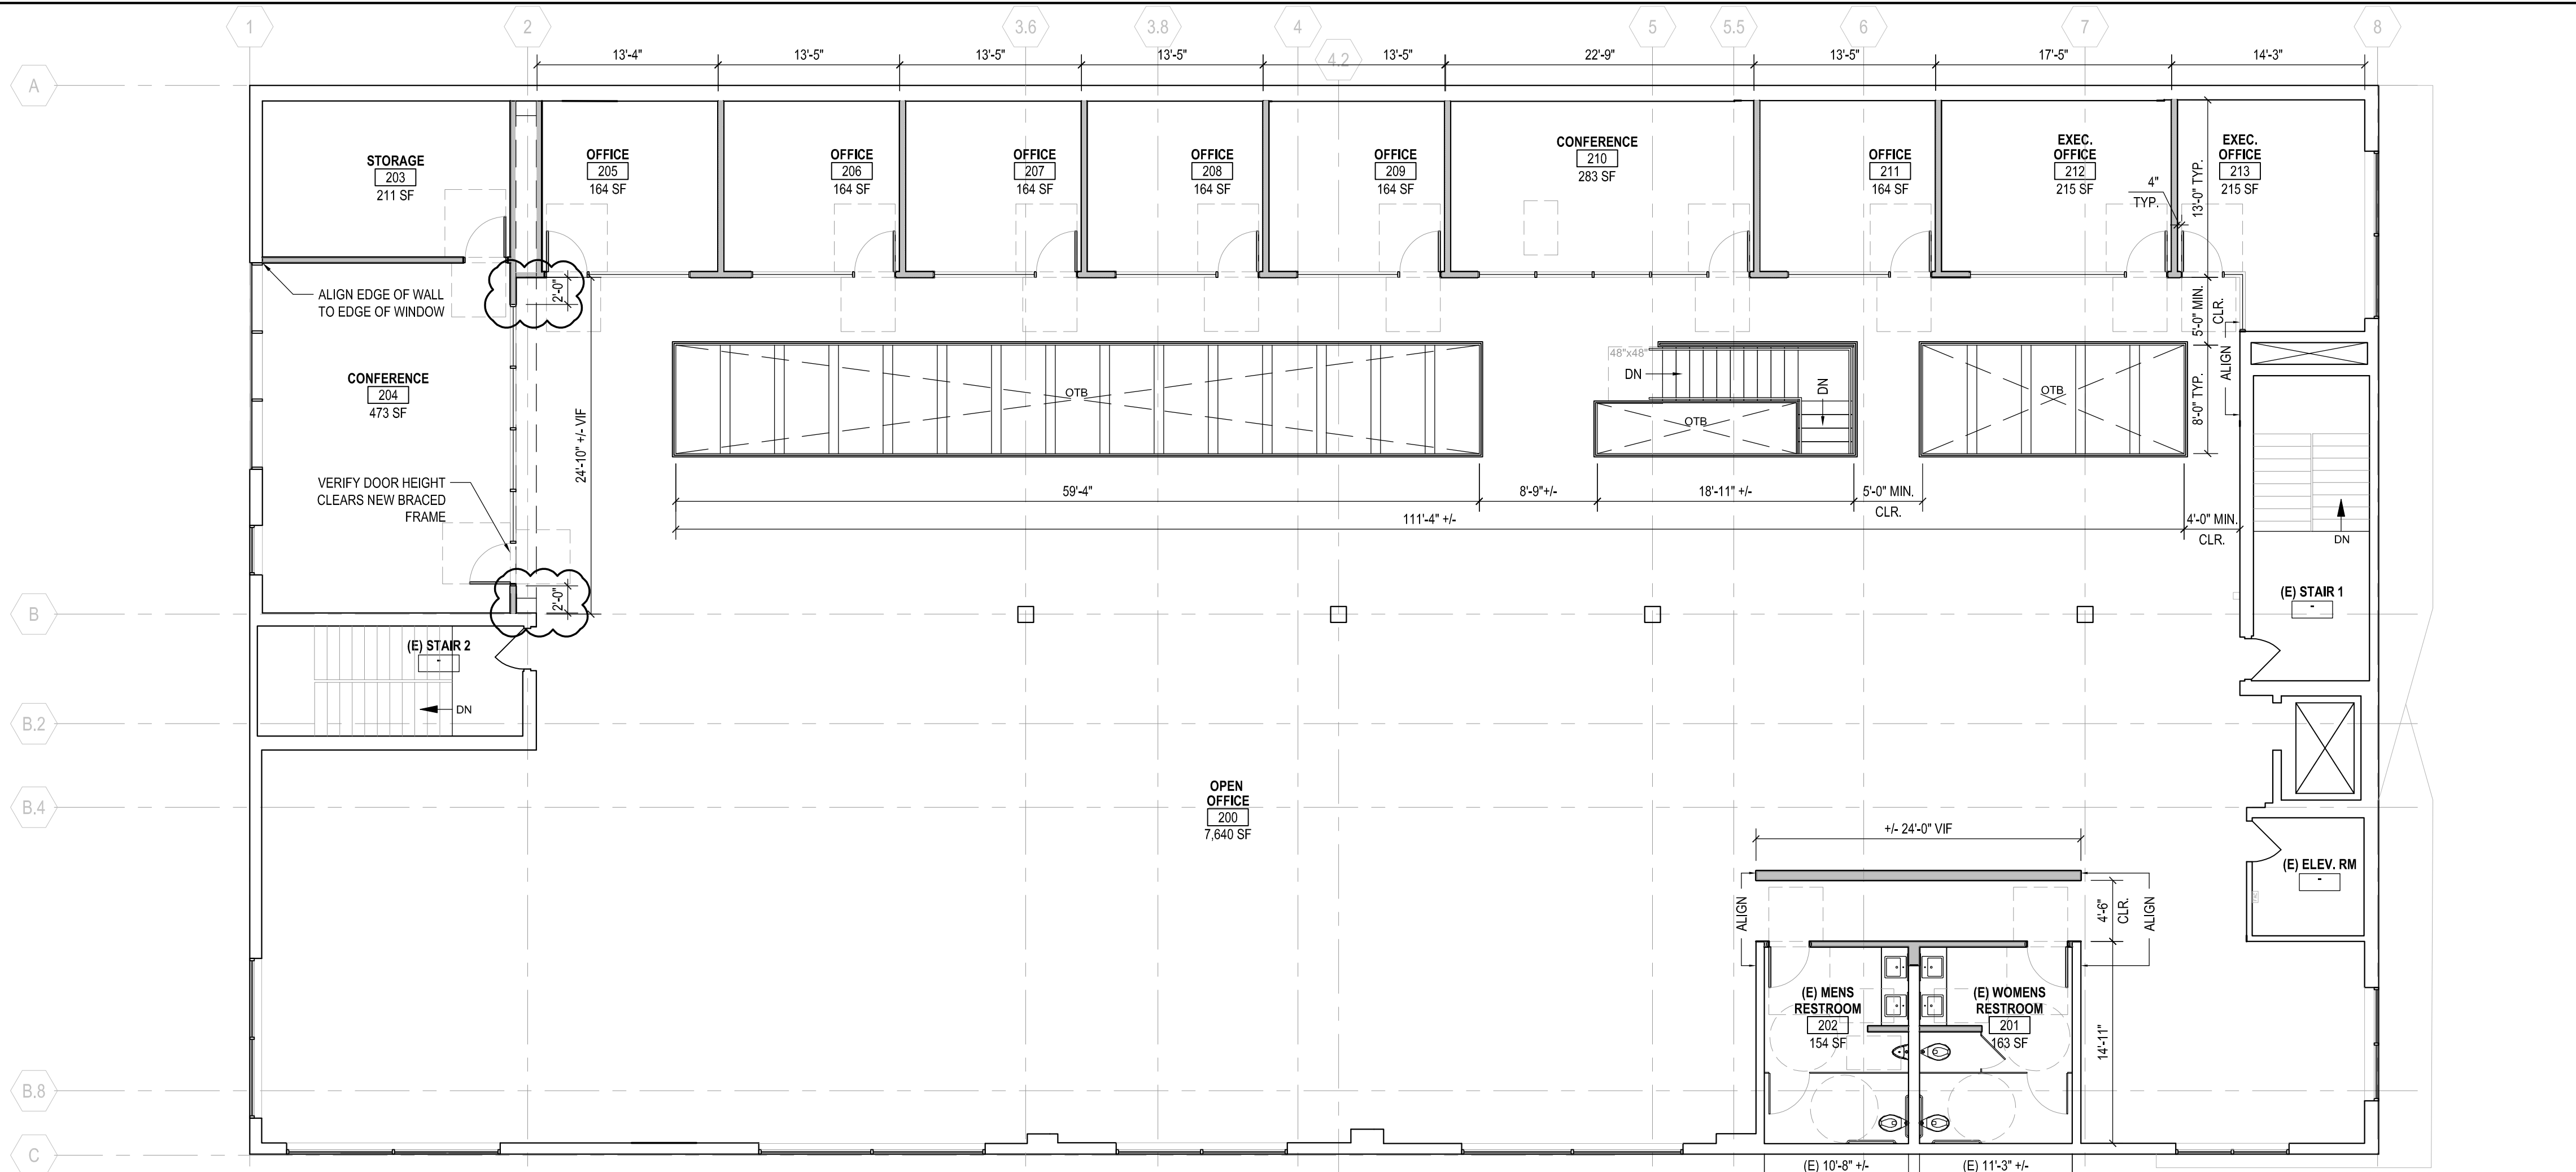 1
2
3.6
3.8
4
4.2
5
5.5
6
7
8
13'-4"
13'-5"
13'-5"
13'-5"
13'-5"
22'-9"
13'-5"
17'-5"
14'-3"
A
STORAGE
203
211 SF
OFFICE
205
164 SF
OFFICE
206
164 SF
OFFICE
207
164 SF
OFFICE
208
164 SF
OFFICE
209
164 SF
CONFERENCE
210
283 SF
OFFICE
211
164 SF
EXEC.
OFFICE
212
215 SF
EXEC.
OFFICE
213
215 SF
4"
TYP.
13'-0" TYP.
ALIGN EDGE OF WALL
TO EDGE OF WINDOW
2'-0"
5'-0" MIN.
CLR.
ALIGN
8'-0" TYP.
CONFERENCE
204
473 SF
24'-10" +/- VIF
OTB
48"x48"
DN
DN
OTB
OTB
VERIFY DOOR HEIGHT
CLEARS NEW BRACED
FRAME
59'-4"
8'-9"+/-
18'-11" +/-
5'-0" MIN.
CLR.
111'-4" +/-
4'-0" MIN.
CLR.
DN
2'-0"
B
(E) STAIR 1
-
(E) STAIR 2
-
DN
B.2
B.4
OPEN
OFFICE
200
7,640 SF
+/- 24'-0" VIF
ALIGN
4'-6"
CLR.
ALIGN
(E) ELEV. RM
-
(E) MENS
RESTROOM
202
154 SF
(E) WOMENS
RESTROOM
201
163 SF
14'-11"
B.8
C
(E) 10'-8" +/-
(E) 11'-3" +/-